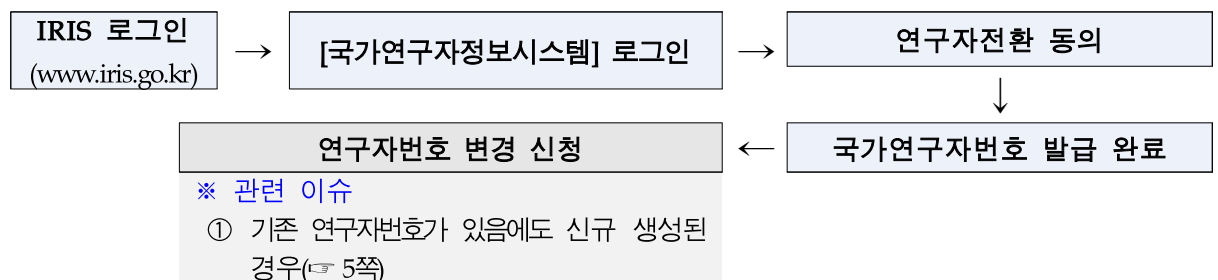 IRIS 로그인
(www.iris.go.kr)
→
[국가연구자정보시스템] 로그인
→
연구자전환 동의
↓
국가연구자번호 발급 완료
←
연구자번호 변경 신청
※ 관련 이슈
① 기존 연구자번호가 있음에도 신규 생성된
경우(☞ 5쪽)